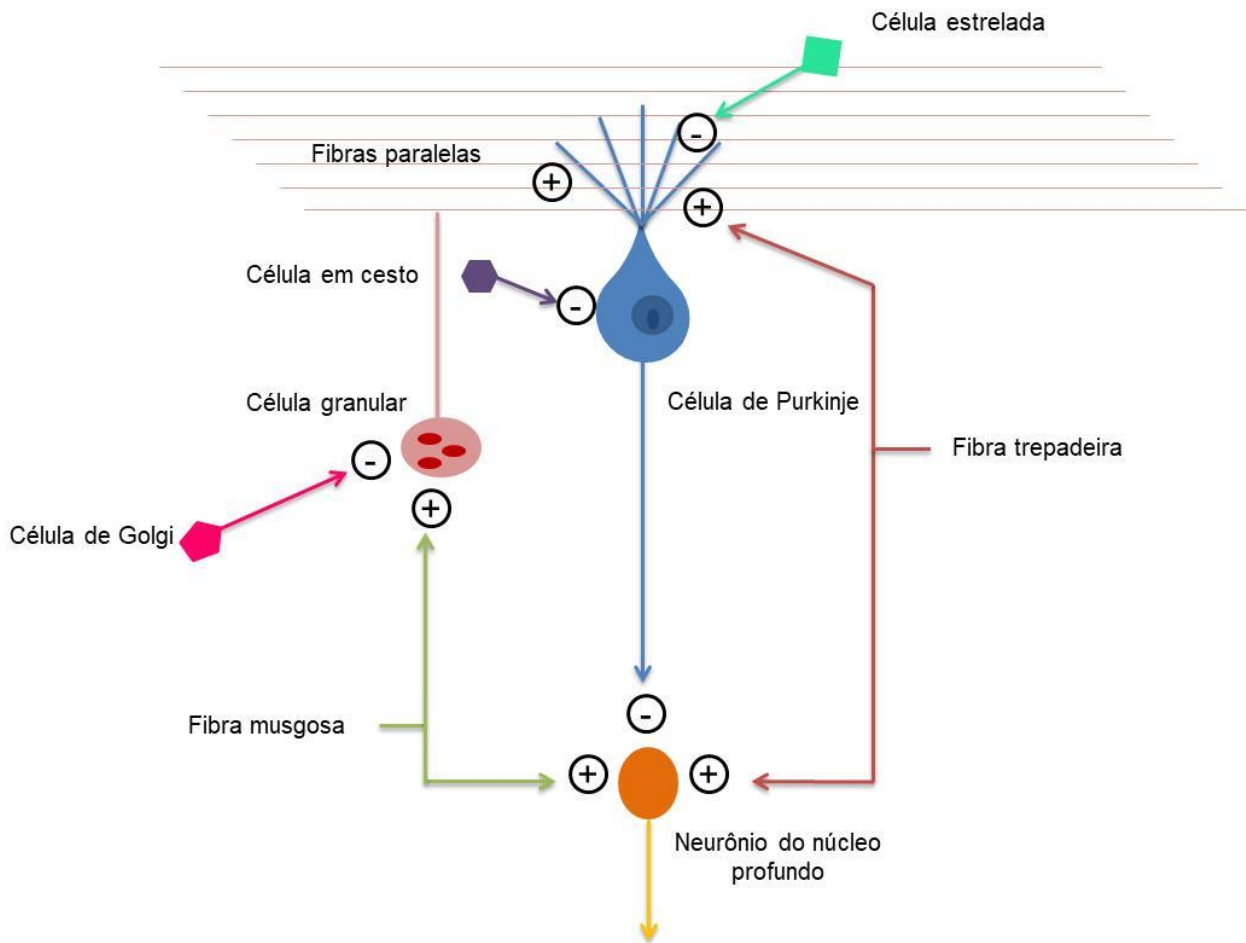 Célula estrelada
Fibras paralelas
+
-
+
Célula em cesto
-
Célula granular
Célula de Purkinje
-
Fibra trepadeira
+
Célula de Golgi
Fibra musgosa
-
+
+
Neurônio do núcleo
profundo